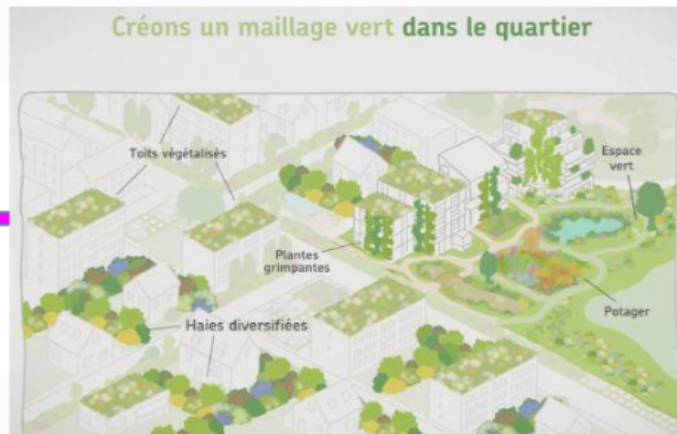 Créons un maillage vert dans le quartier
Toits végétalisés
Espace
vert
Plantes
grimpantes
Potager
Haies diversifiées